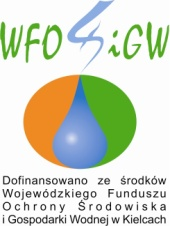 WFOŚiGW
Dofinansowano ze środków
Wojewódzkiego Funduszu
Ochrony Środowiska
i Gospodarki Wodnej w Kielcach